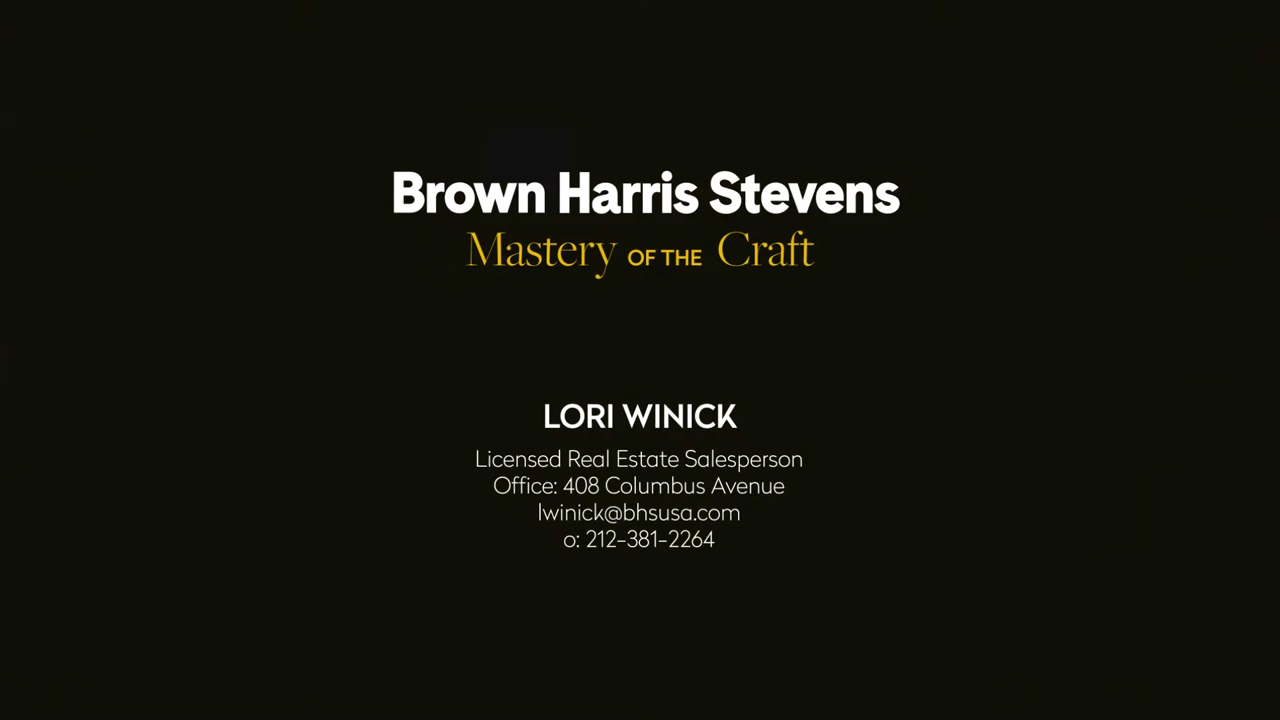 Brown Harris Stevens
Mastery OF THE Craft
LORI WINICK
Licensed Real Estate Salesperson
Office: 408 Columbus Avenue
lwinick@bhsusa.com
o: 212-381-2264